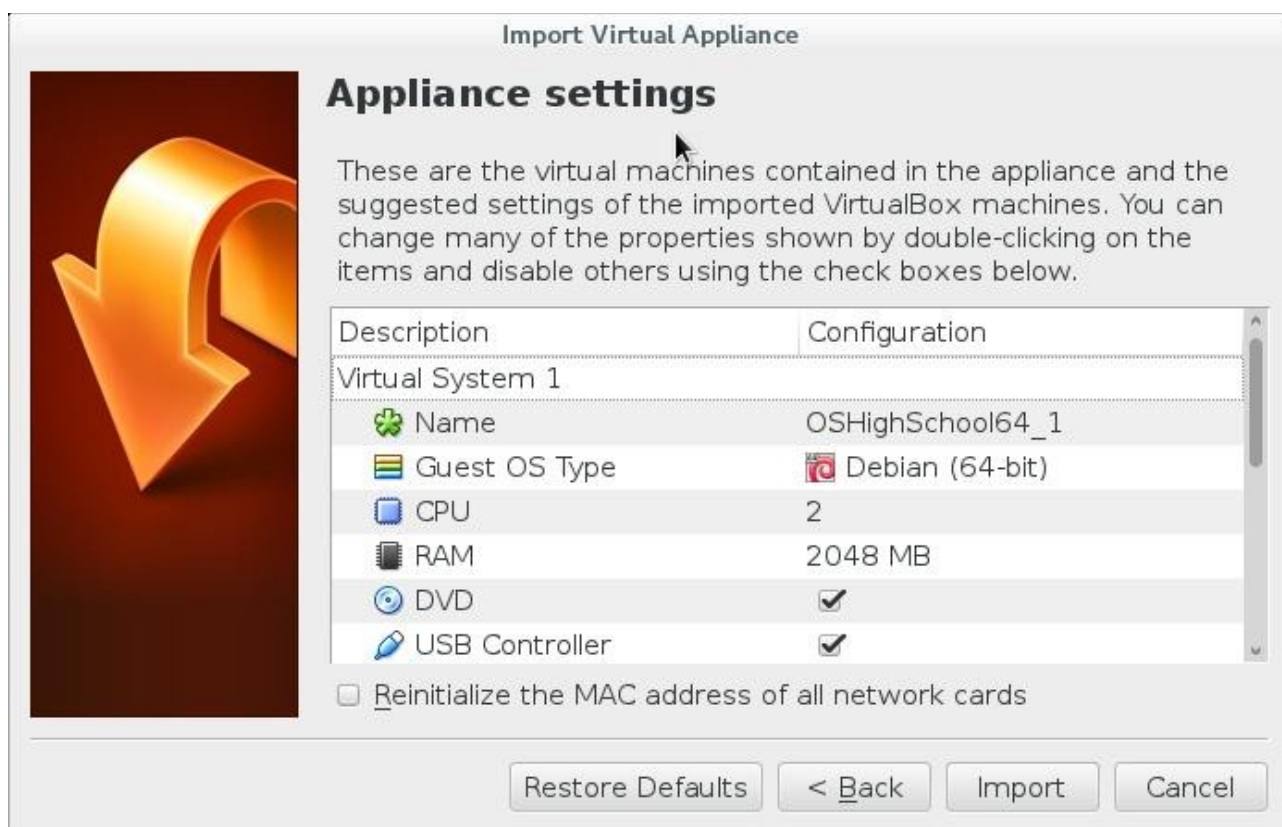 Import Virtual Appliance
Appliance settings
These are the virtual machines contained in the appliance and the
suggested settings of the imported VirtualBox machines. You can
change many of the properties shown by double-clicking on the
items and disable others using the check boxes below.
Description Configuration
Virtual System 1
Name OSHighSchool64_1
Guest OS Type Debian (64-bit)
CPU 2
RAM 2048 MB
DVD
USB Controller
Reinitialize the MAC address of all network cards
Restore Defaults < Back Import Cancel